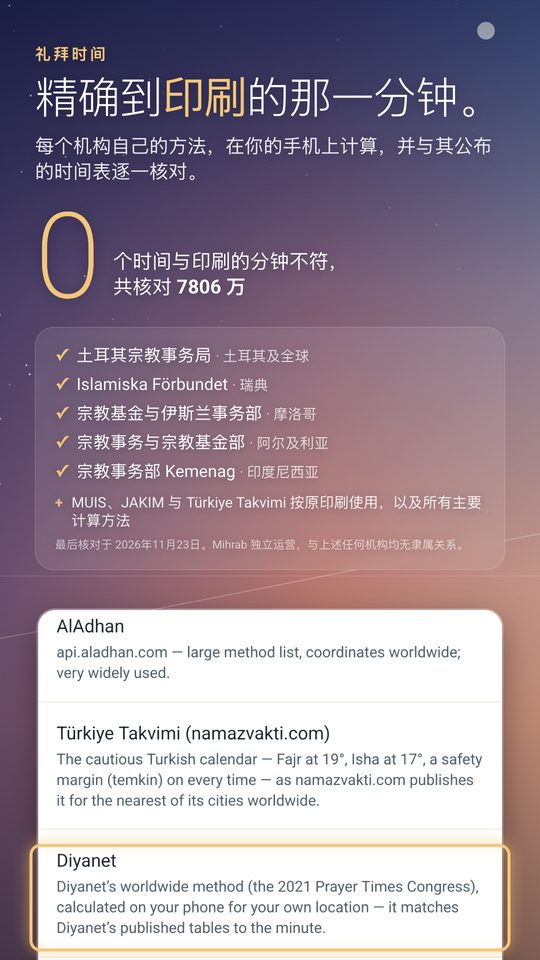 礼拜时间
精确到印刷的那一分钟。
每个机构自己的方法，在你的手机上计算，并与其公布
的时间表逐一核对。
0
个时间与印刷的分钟不符，
共核对 7806 万
✓ 土耳其宗教事务局 · 土耳其及全球
✓ Islamiska Förbundet · 瑞典
✓ 宗教基金与伊斯兰事务部 · 摩洛哥
✓ 宗教事务与宗教基金部 · 阿尔及利亚
✓ 宗教事务部 Kemenag · 印度尼西亚
+ MUIS、JAKIM 与 Türkiye Takvimi 按原印刷使用，以及所有主要
计算方法
最后核对于 2026年11月23日。Mihrab 独立运营，与上述任何机构均无隶属关系。
AlAdhan
api.aladhan.com — large method list, coordinates worldwide;
very widely used.
Türkiye Takvimi (namazvakti.com)
The cautious Turkish calendar — Fajr at 19°, Isha at 17°, a safety
margin (temkin) on every time — as namazvakti.com publishes
it for the nearest of its cities worldwide.
Diyanet
Diyanet’s worldwide method (the 2021 Prayer Times Congress),
calculated on your phone for your own location — it matches
Diyanet’s published tables to the minute.